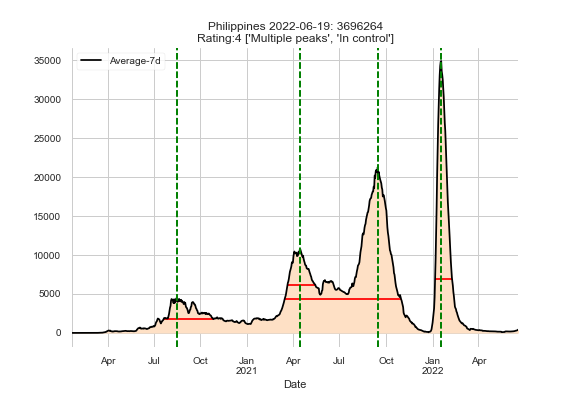 Philippines 2022-06-19: 3696264
Rating:4 ['Multiple peaks', 'In control']
Average-7d
35000
30000
25000
20000
15000
10000
5000
0
Apr Jul Oct Jan Apr Jul Oct Jan Apr
2021 2022
Date